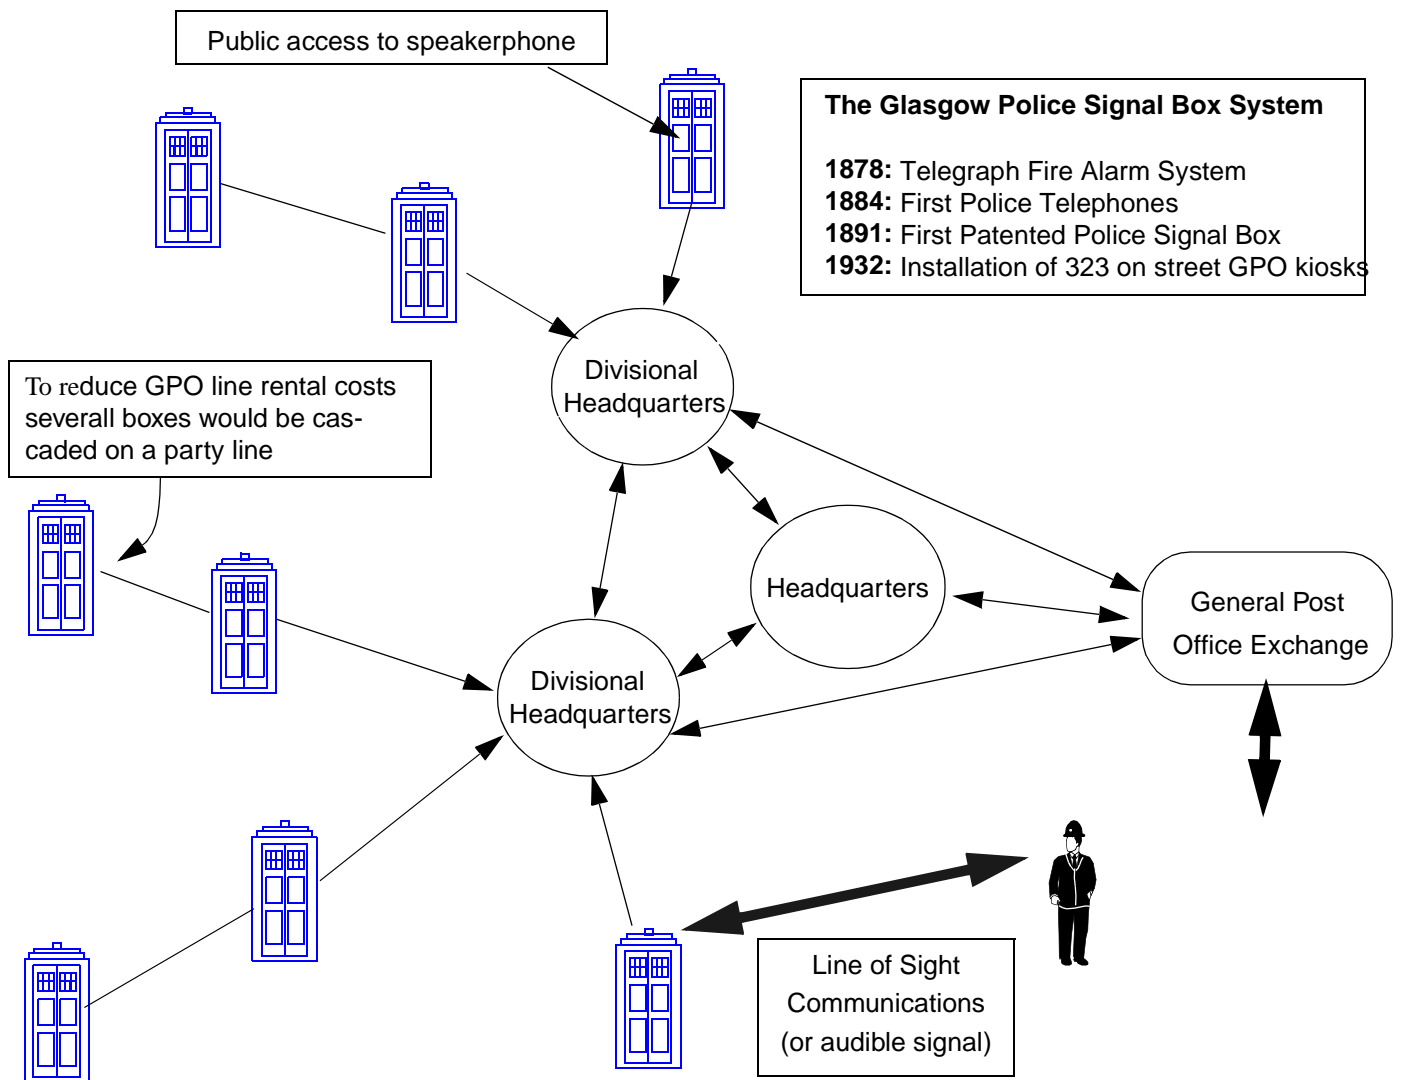 Public access to speakerphone
The Glasgow Police Signal Box System
1878: Telegraph Fire Alarm System
1884: First Police Telephones
1891: First Patented Police Signal Box
1932: Installation of 323 on street GPO kiosks
Divisional
Headquarters
To reduce GPO line rental costs
severall boxes would be cas-
caded on a party line
Headquarters
General Post
Office Exchange
Divisional
Headquarters
Line of Sight
Communications
(or audible signal)